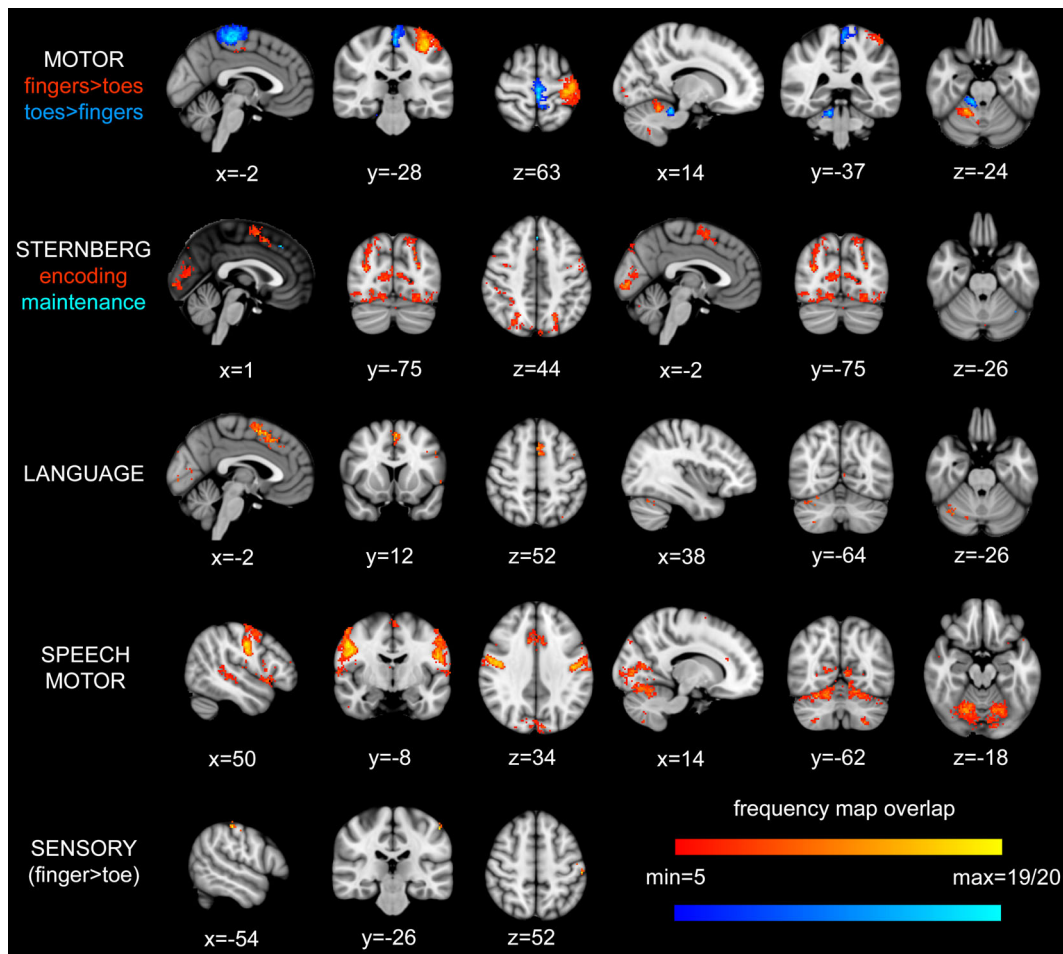 MOTOR
fingers>toes
toes>fingers
x=-2 y=-28 z=63 x=14 y=-37 z=-24
STERNBERG
encoding
maintenance
x=1 y=-75 z=44 x=-2 y=-75 z=-26
LANGUAGE
x=-2 y=12 z=52 x=38 y=-64 z=-26
SPEECH
MOTOR
x=50 y=-8 z=34 x=14 y=-62 z=-18
SENSORY
(finger>toe)
x=-54 y=-26 z=52
frequency map overlap
min=5 max=19/20